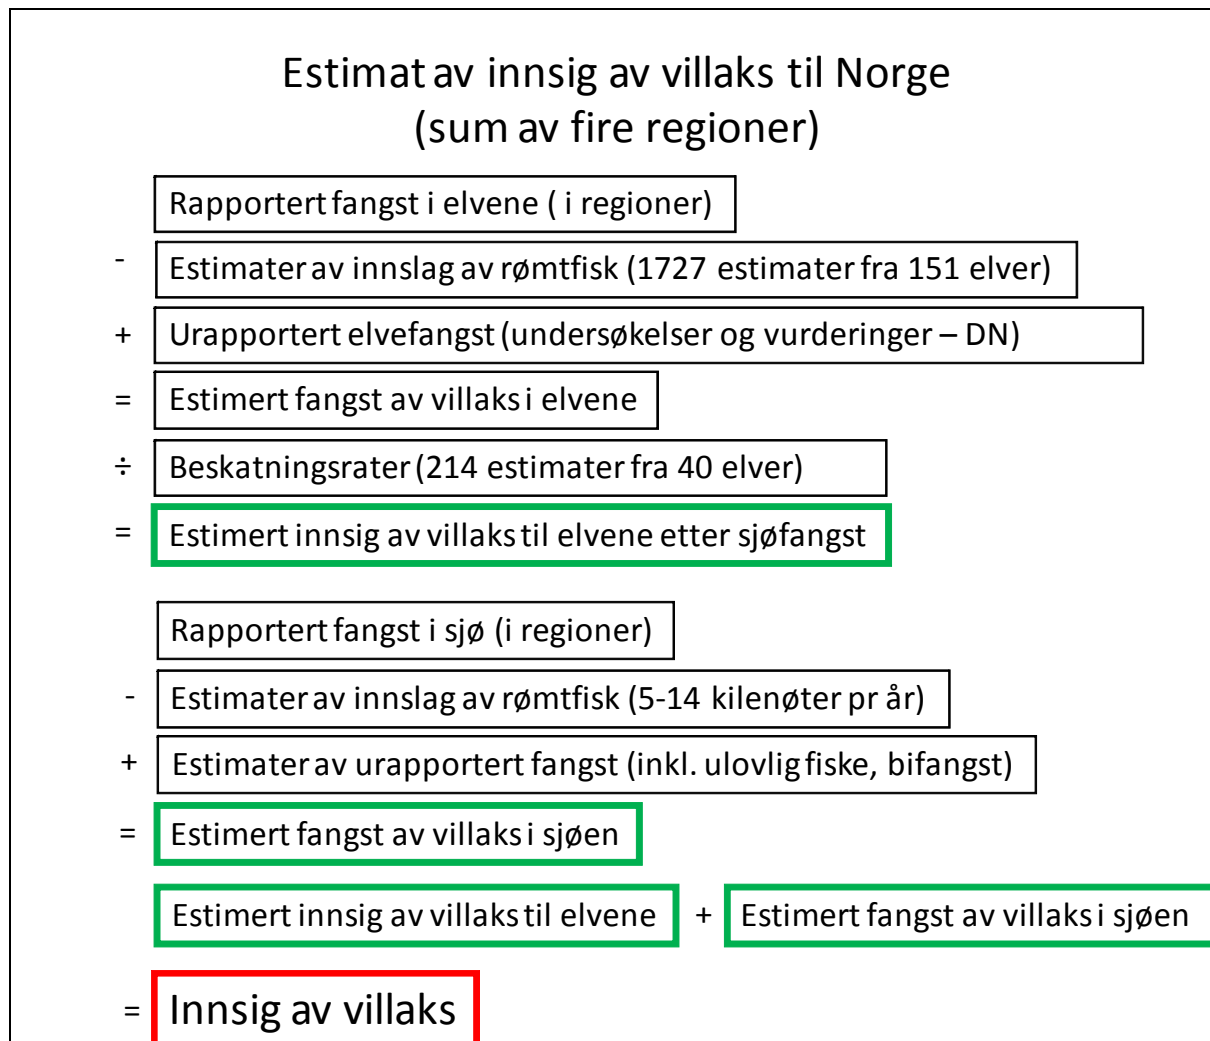 Estimat av innsig av villaks til Norge
(sum av fire regioner)
Rapportert fangst i elvene ( i regioner)
- Estimater av innslag av rømt fisk (1727 estimater fra 151 elver)
+ Urapportert elvefangst (undersøkelser og vurderinger – DN)
= Estimert fangst av villaks i elvene
÷ Beskatningsrater (214 estimater fra 40 elver)
= Estimert innsig av villaks til elvene etter sjøfangst
Rapportert fangst i sjø (i regioner)
- Estimater av innslag av rømt fisk (5-14 kilenøter pr år)
+ Estimater av urapportert fangst (inkl. ulovlig fiske, bifangst)
= Estimert fangst av villaks i sjøen
Estimert innsig av villaks til elvene + Estimert fangst av villaks i sjøen
= Innsig av villaks